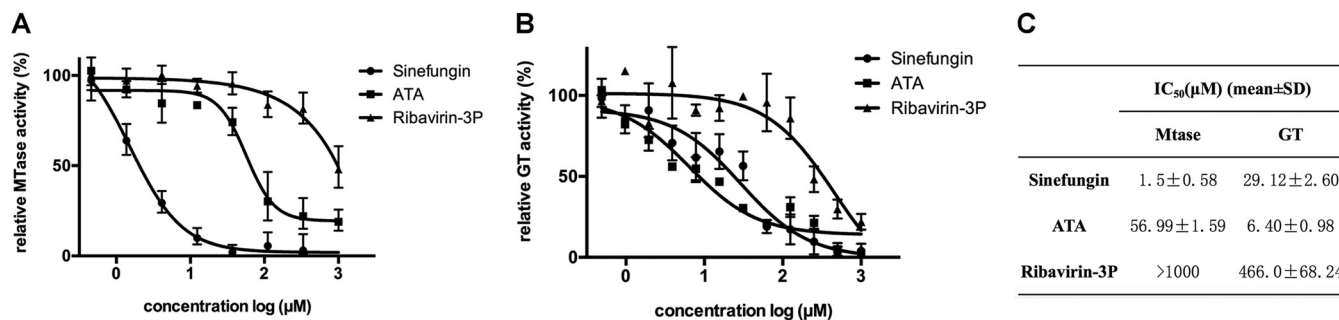 A
relative MTase activity (%)
100
50
0
0
1
2
3
concentration log (µM)
Sinefungin
ATA
Ribavirin-3P
B
relative GT activity (%)
100
50
0
0
1
2
3
concentration log (µM)
Sinefungin
ATA
Ribavirin-3P
C
IC50(µM) (mean±SD)
Mtase GT
Sinefungin 1.5±0.58 29.12±2.60
ATA 56.99±1.59 6.40±0.98
Ribavirin-3P >1000 466.0±68.24